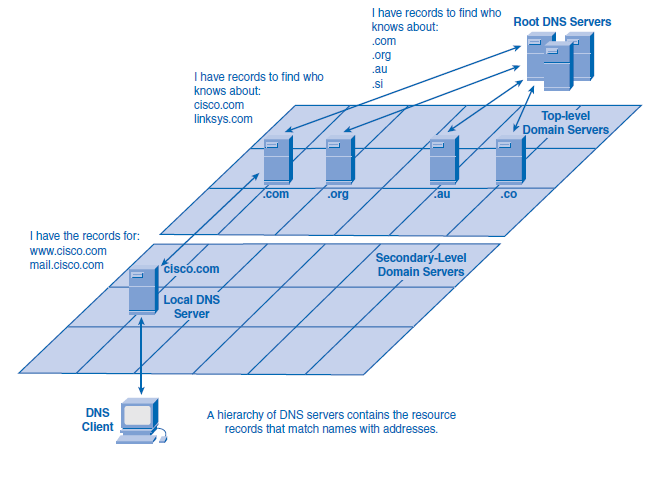 I have records to find who
knows about:
.com
.org
.au
.si
Root DNS Servers
I have records to find who
knows about:
cisco.com
linksys.com
Top-level
Domain Servers
.com
.org
.au
.co
I have the records for:
www.cisco.com
mail.cisco.com
cisco.com
Secondary-Level
Domain Servers
Local DNS
Server
DNS
Client
A hierarchy of DNS servers contains the resource
records that match names with addresses.